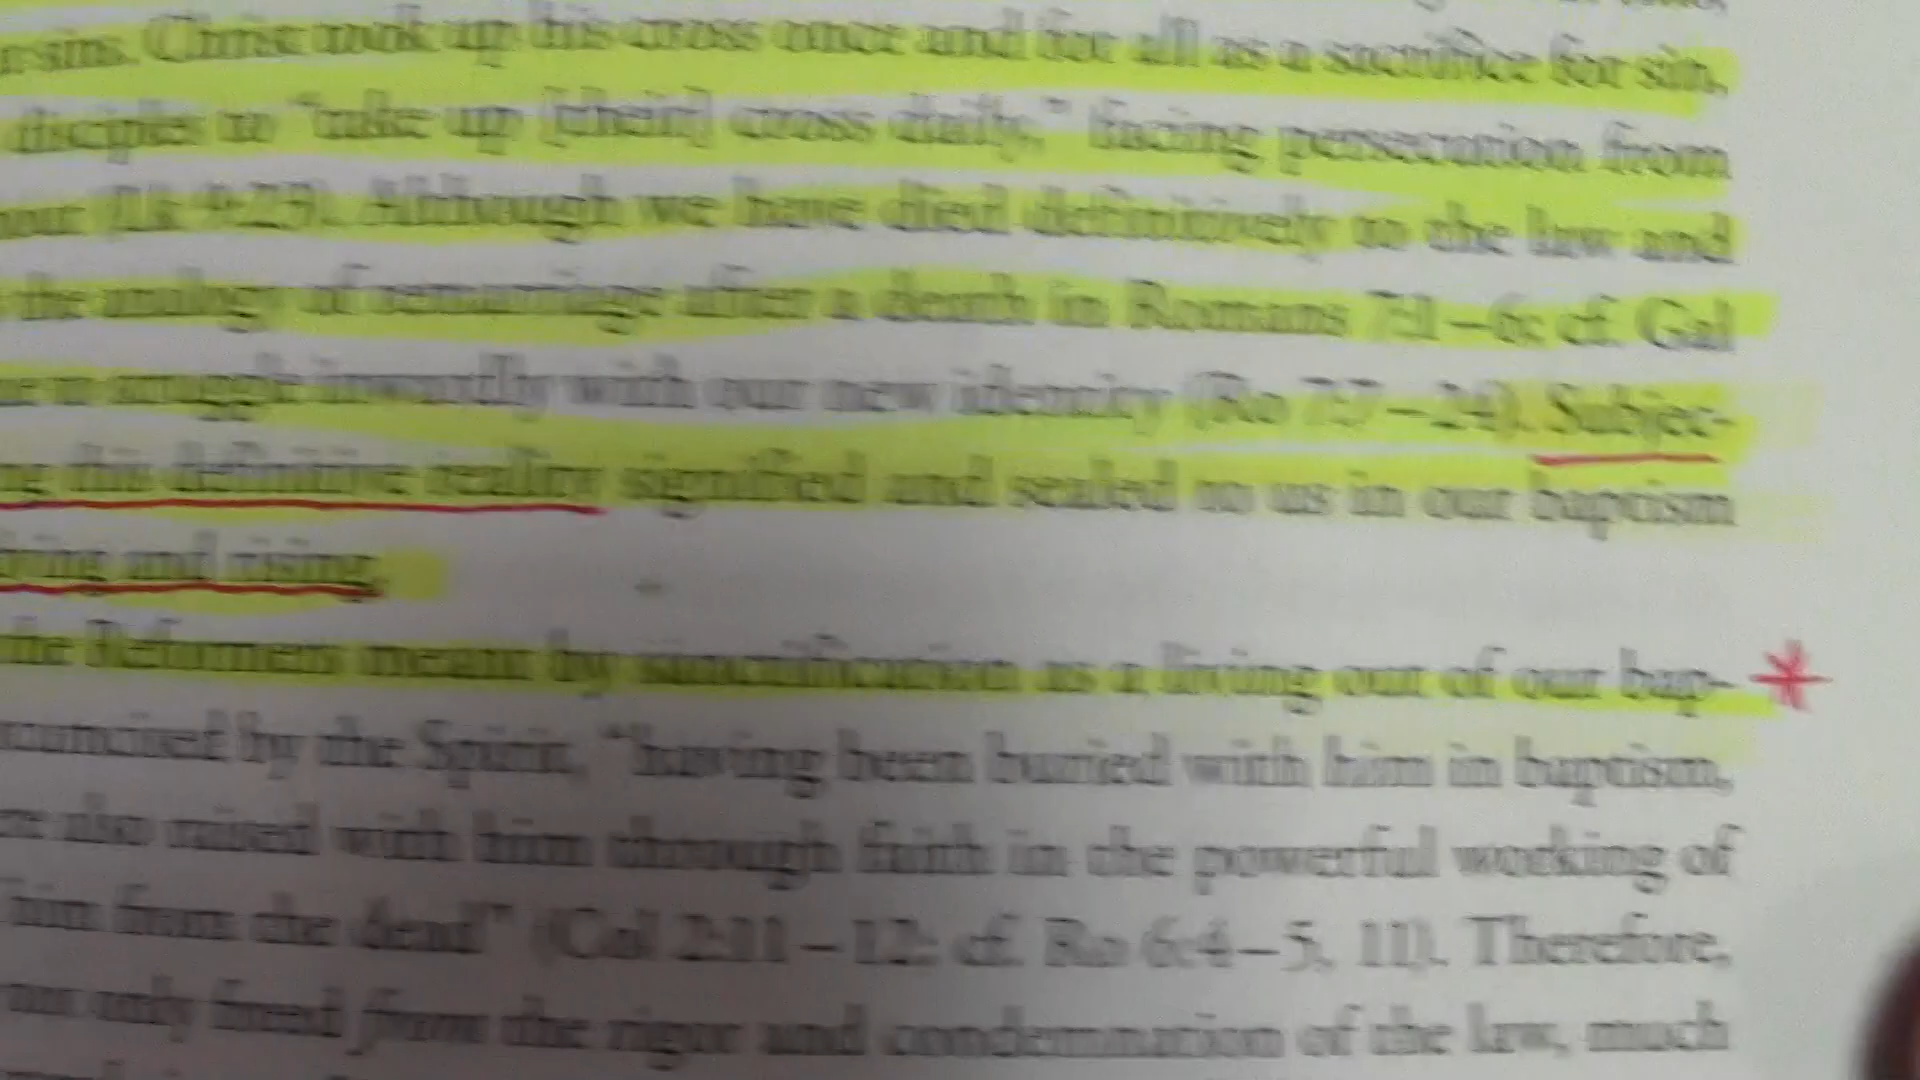 sins. Christ took up his cross once and for all as a sacrifice for sin.
disciples to "take up [their] cross daily," facing persecution from
(Lk 9:23). Although we have died definitively to the law and
the analogy of remarriage after a death in Romans 7:1–6; cf. Gal
to struggle inwardly with our new identity (Ro 7:7–24). Subjec-
this definitive reality signified and sealed to us in our baptism
and rising.
the Reformers meant by sanctification as a living out of our bap-
by the Spirit, "having been buried with him in baptism,
also raised with him through faith in the powerful working of
him from the dead" (Col 2:11–12; cf. Ro 6:4–5, 11). Therefore,
not only freed from the rigor and condemnation of the law, much